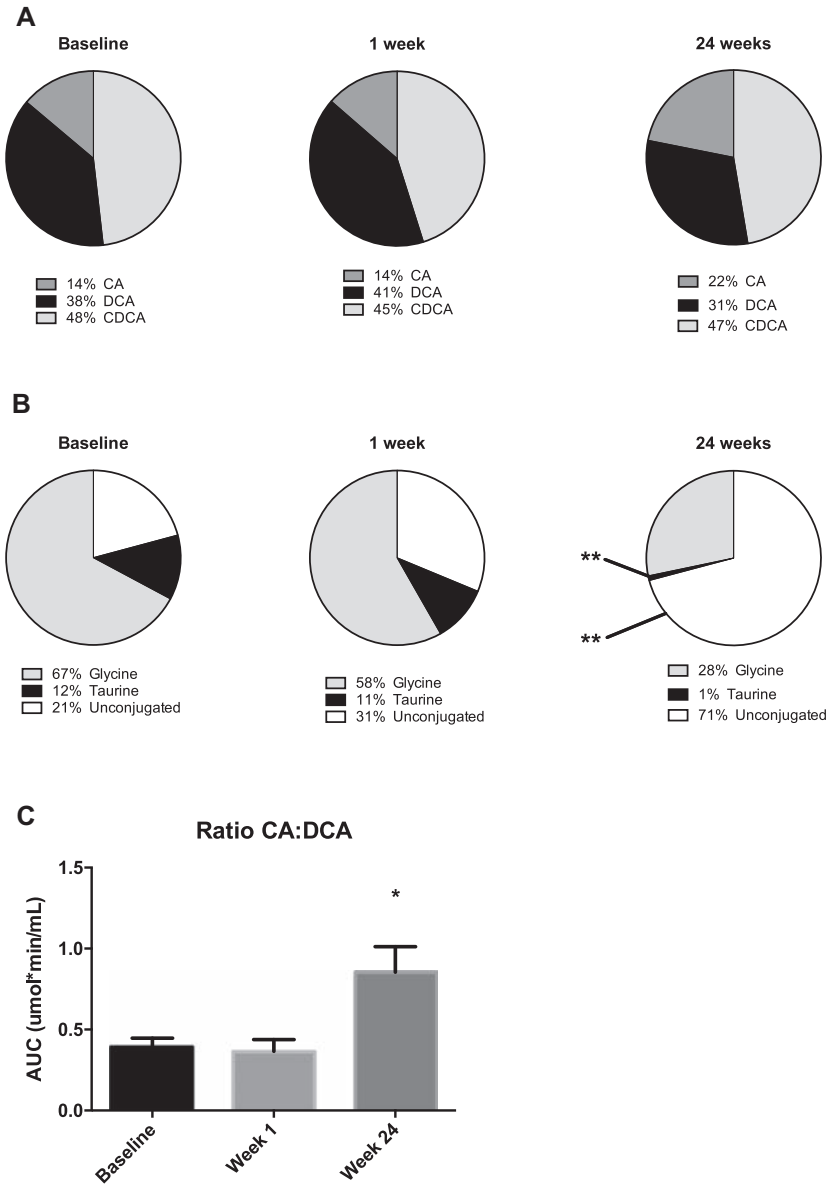 A
Baseline
1 week
24 weeks
14% CA
38% DCA
48% CDCA
14% CA
41% DCA
45% CDCA
22% CA
31% DCA
47% CDCA
B
Baseline
1 week
24 weeks
**
**
67% Glycine
12% Taurine
21% Unconjugated
58% Glycine
11% Taurine
31% Unconjugated
28% Glycine
1% Taurine
71% Unconjugated
C
Ratio CA:DCA
AUC (umol*min/mL)
1.5
1.0
0.5
0.0
*
Baseline
Week 1
Week 24